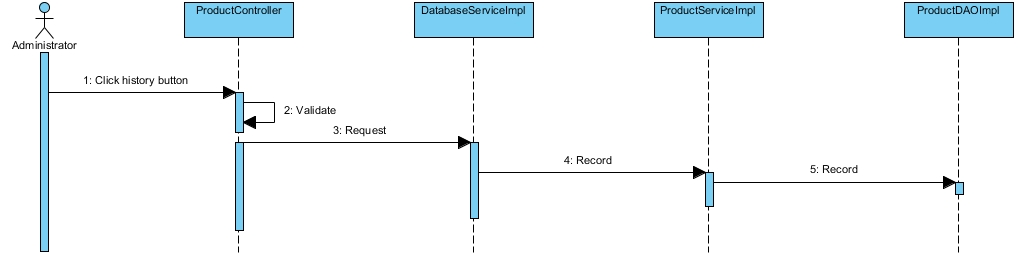 ProductController
DatabaseServiceImpl
ProductServiceImpl
ProductDAOImpl
Administrator
1: Click history button
2: Validate
3: Request
4: Record
5: Record